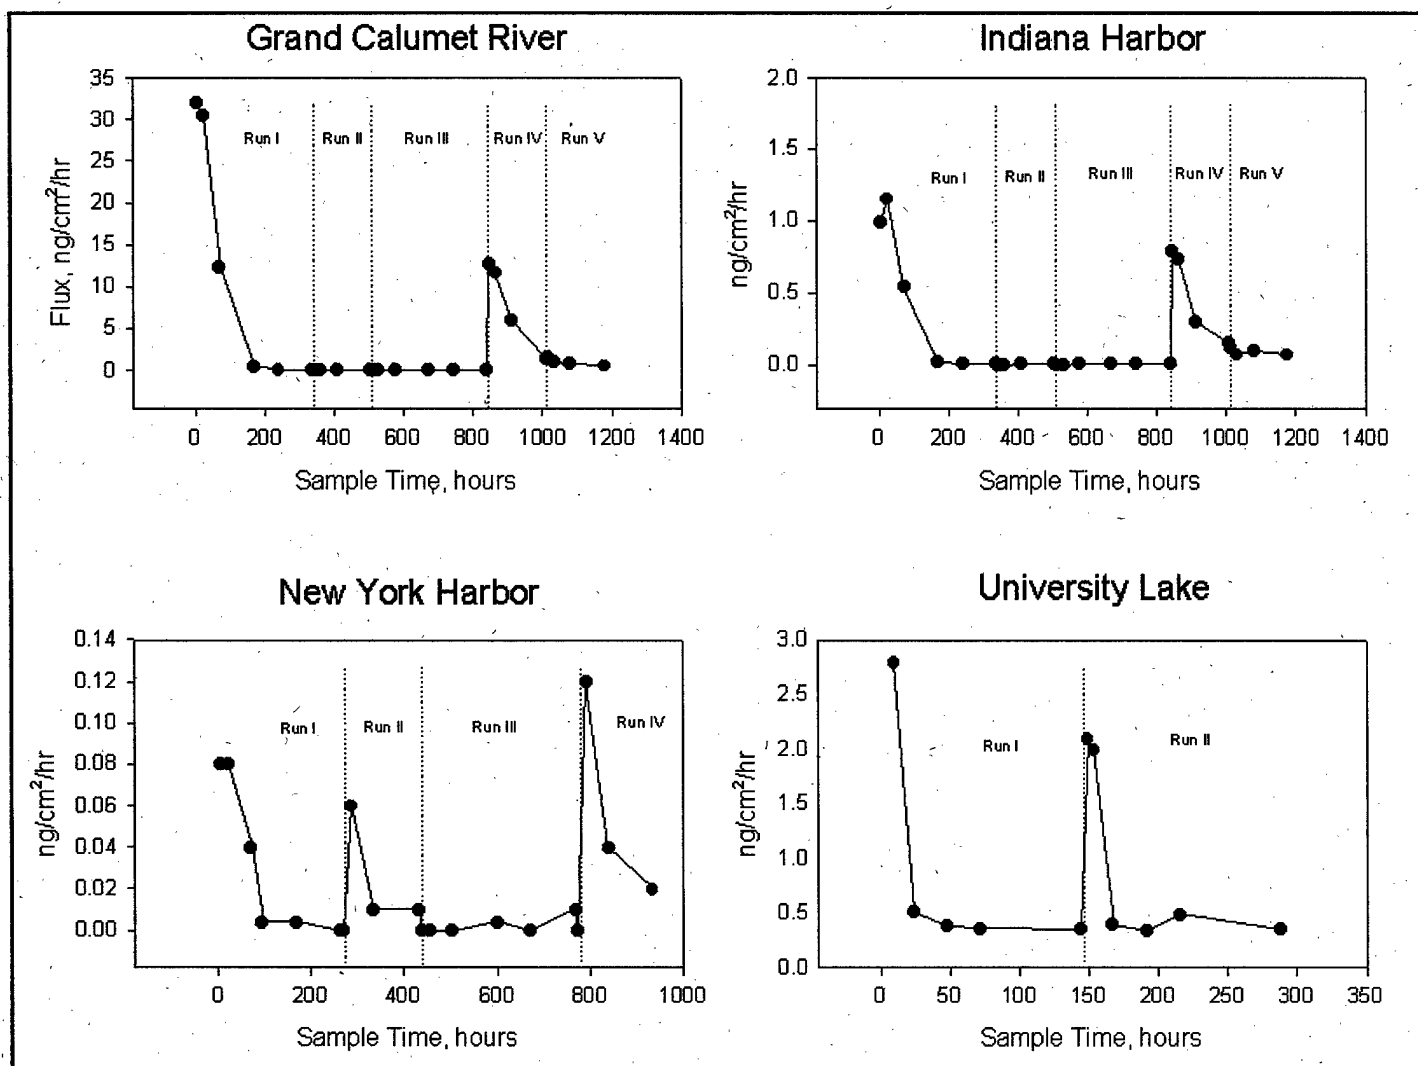 Grand Calumet River
Flux, ng/cm²/hr
35
30
25
20
15
10
5
0
Run I
Run II
Run III
Run IV
Run V
0 200 400 600 800 1000 1200 1400
Sample Time, hours
Indiana Harbor
ng/cm²/hr
2.0
1.5
1.0
0.5
0.0
Run I
Run II
Run III
Run IV
Run V
0 200 400 600 800 1000 1200 1400
Sample Time, hours
New York Harbor
ng/cm²/hr
0.14
0.12
0.10
0.08
0.06
0.04
0.02
0.00
Run I
Run II
Run III
Run IV
0 200 400 600 800 1000
Sample Time, hours
University Lake
ng/cm²/hr
3.0
2.5
2.0
1.5
1.0
0.5
0.0
Run I
Run II
0 50 100 150 200 250 300 350
Sample Time, hours